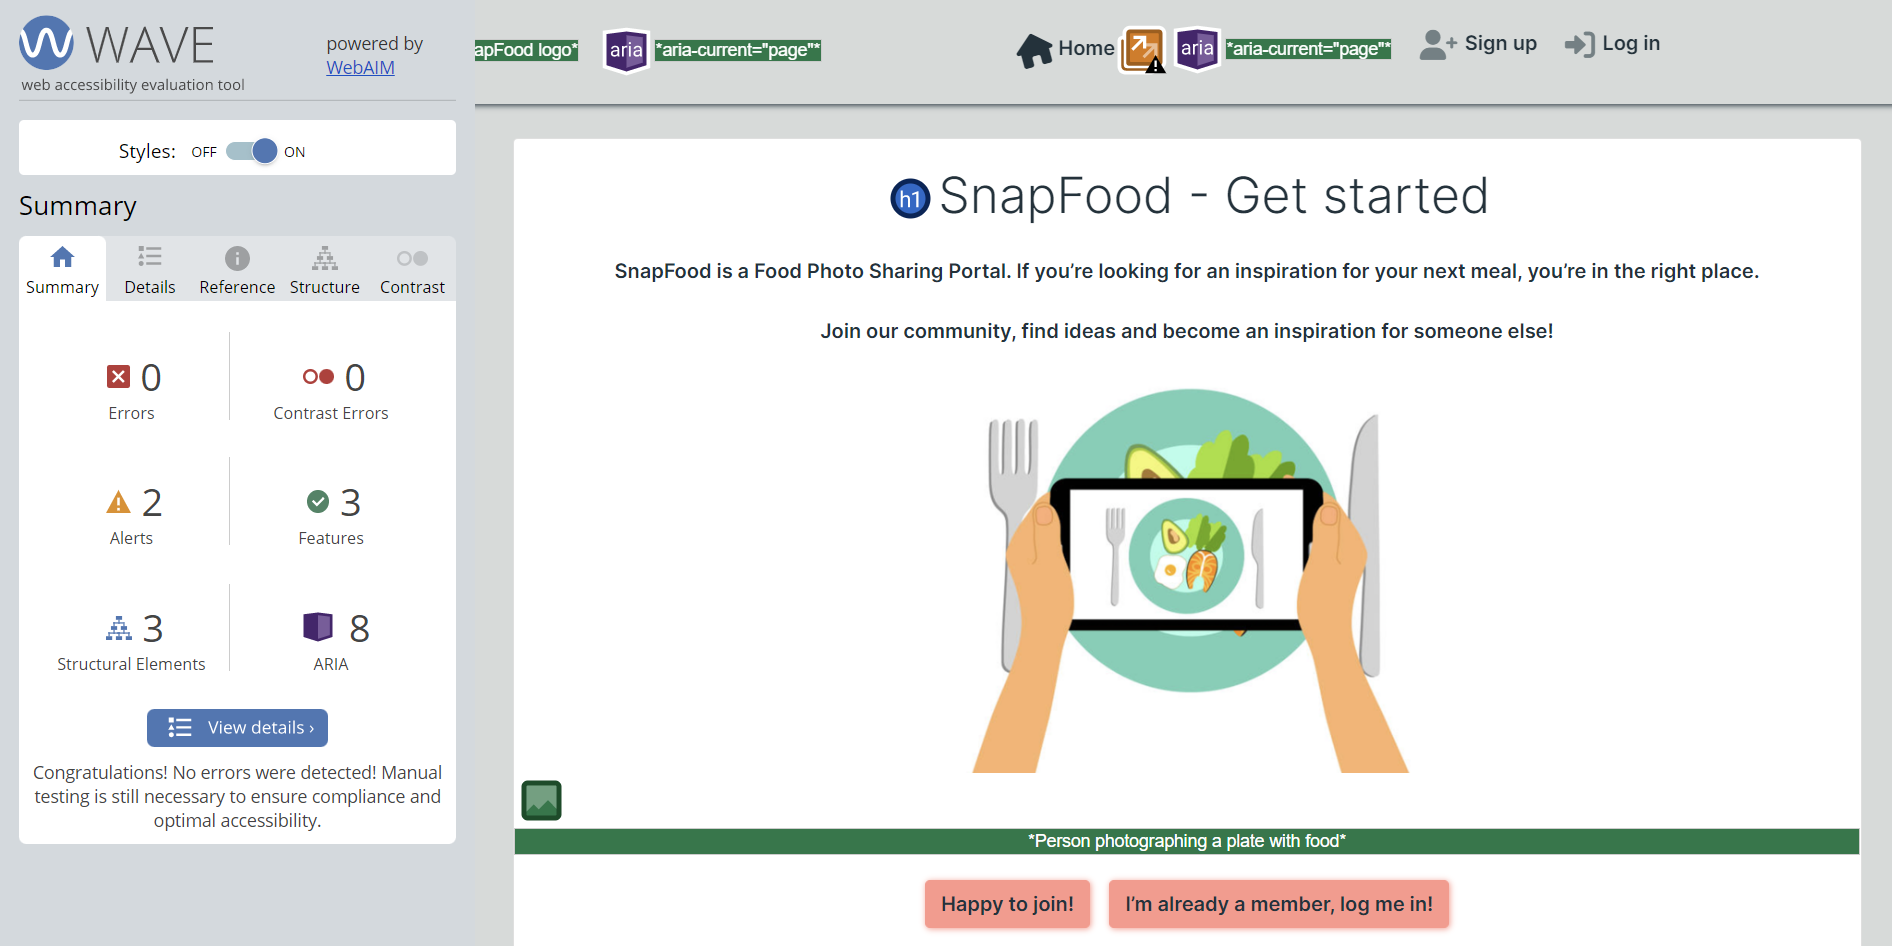 WAVE
powered by
WebAIM
web accessibility evaluation tool
Styles: OFF ON
Summary
Summary Details Reference Structure Contrast
0 0
Errors Contrast Errors
2 3
Alerts Features
3 8
Structural Elements ARIA
View details ›
Congratulations! No errors were detected! Manual
testing is still necessary to ensure compliance and
optimal accessibility.
apFood logo* aria *aria-current="page"* Home aria *aria-current="page"* Sign up Log in
h1 SnapFood - Get started
SnapFood is a Food Photo Sharing Portal. If you’re looking for an inspiration for your next meal, you’re in the right place.
Join our community, find ideas and become an inspiration for someone else!
*Person photographing a plate with food*
Happy to join! I’m already a member, log me in!